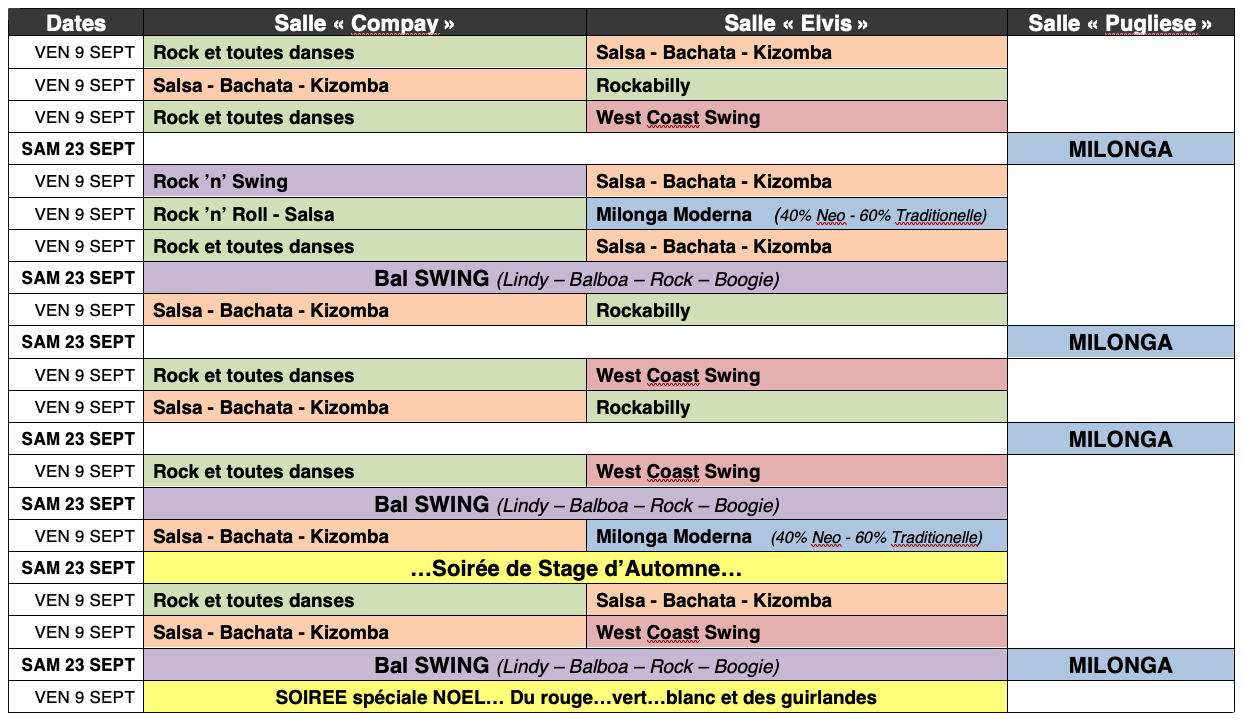 Dates Salle « Compay » Salle « Elvis » Salle « Pugliese »
VEN 9 SEPT Rock et toutes danses Salsa - Bachata - Kizomba
VEN 9 SEPT Salsa - Bachata - Kizomba Rockabilly
VEN 9 SEPT Rock et toutes danses West Coast Swing
SAM 23 SEPT MILONGA
VEN 9 SEPT Rock ’n’ Swing Salsa - Bachata - Kizomba
VEN 9 SEPT Rock ’n’ Roll - Salsa Milonga Moderna (40% Neo - 60% Traditionelle)
VEN 9 SEPT Rock et toutes danses Salsa - Bachata - Kizomba
SAM 23 SEPT Bal SWING (Lindy – Balboa – Rock – Boogie)
VEN 9 SEPT Salsa - Bachata - Kizomba Rockabilly
SAM 23 SEPT MILONGA
VEN 9 SEPT Rock et toutes danses West Coast Swing
VEN 9 SEPT Salsa - Bachata - Kizomba Rockabilly
SAM 23 SEPT MILONGA
VEN 9 SEPT Rock et toutes danses West Coast Swing
SAM 23 SEPT Bal SWING (Lindy – Balboa – Rock – Boogie)
VEN 9 SEPT Salsa - Bachata - Kizomba Milonga Moderna (40% Neo - 60% Traditionelle)
SAM 23 SEPT …Soirée de Stage d’Automne…
VEN 9 SEPT Rock et toutes danses Salsa - Bachata - Kizomba
VEN 9 SEPT Salsa - Bachata - Kizomba West Coast Swing
SAM 23 SEPT Bal SWING (Lindy – Balboa – Rock – Boogie) MILONGA
VEN 9 SEPT SOIREE spéciale NOEL… Du rouge…vert…blanc et des guirlandes